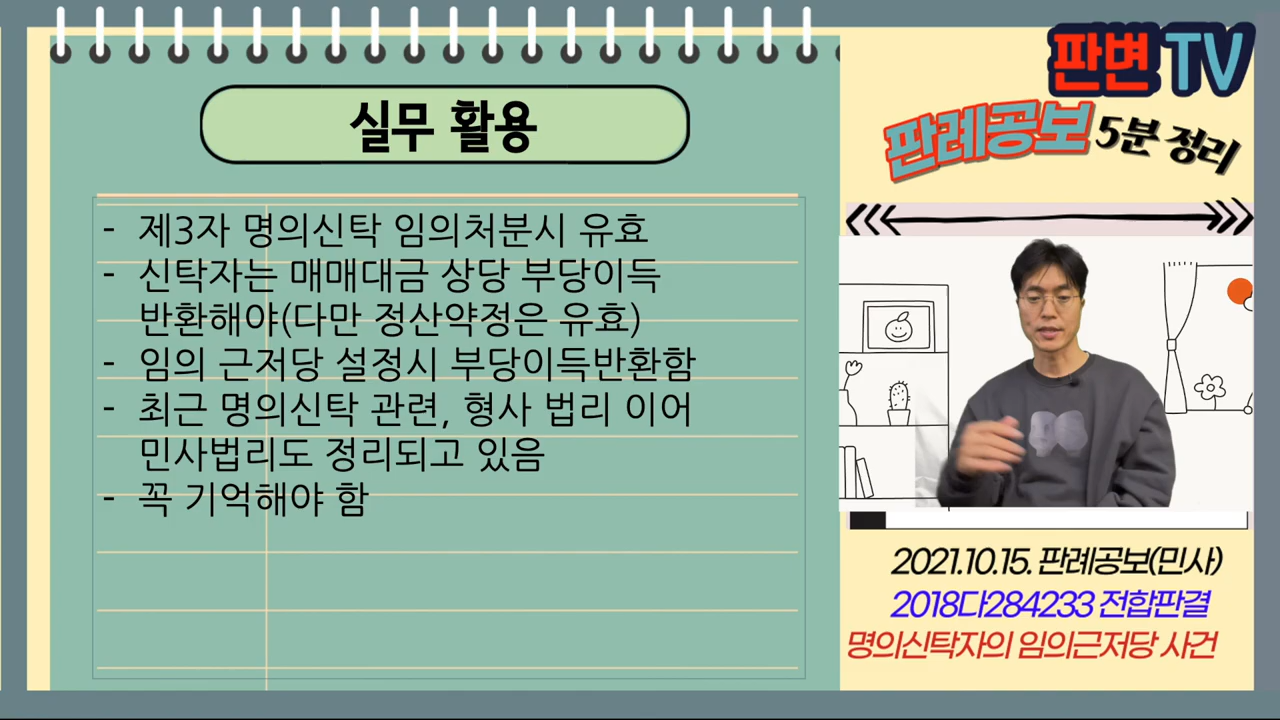 실무 활용
- 제3자 명의신탁 임의처분시 유효
- 신탁자는 매매대금 상당 부당이득
반환해야(다만 정산약정은 유효)
- 임의 근저당 설정시 부당이득반환함
- 최근 명의신탁 관련, 형사 법리 이어
민사법리도 정리되고 있음
- 꼭 기억해야 함
판변 TV
판례공보 5분 정리
2021.10.15. 판례공보(민사)
2018다284233 전합판결
명의신탁자의 임의근저당 사건